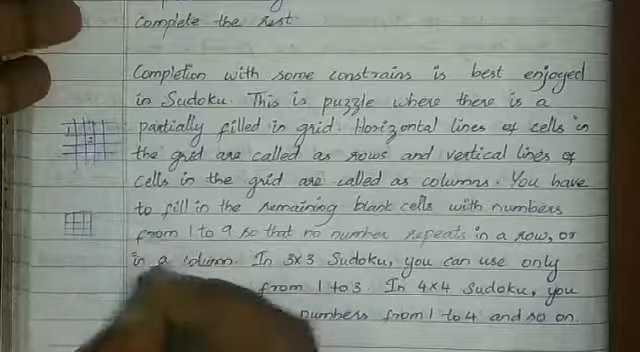 Complete the rest.
Completion with some constrains is best enjoyed
in Sudoku. This is puzzle where there is a
partially filled in grid. Horizontal lines of cells in
the grid are called as rows and vertical lines of
cells in the grid are called as columns. You have
to fill in the remaining blank cells with numbers
from 1 to 9 so that no number repeats in a row, or
in a column. In 3x3 Sudoku, you can use only
from 1 to 3. In 4x4 Sudoku, you
numbers from 1 to 4 and so on.